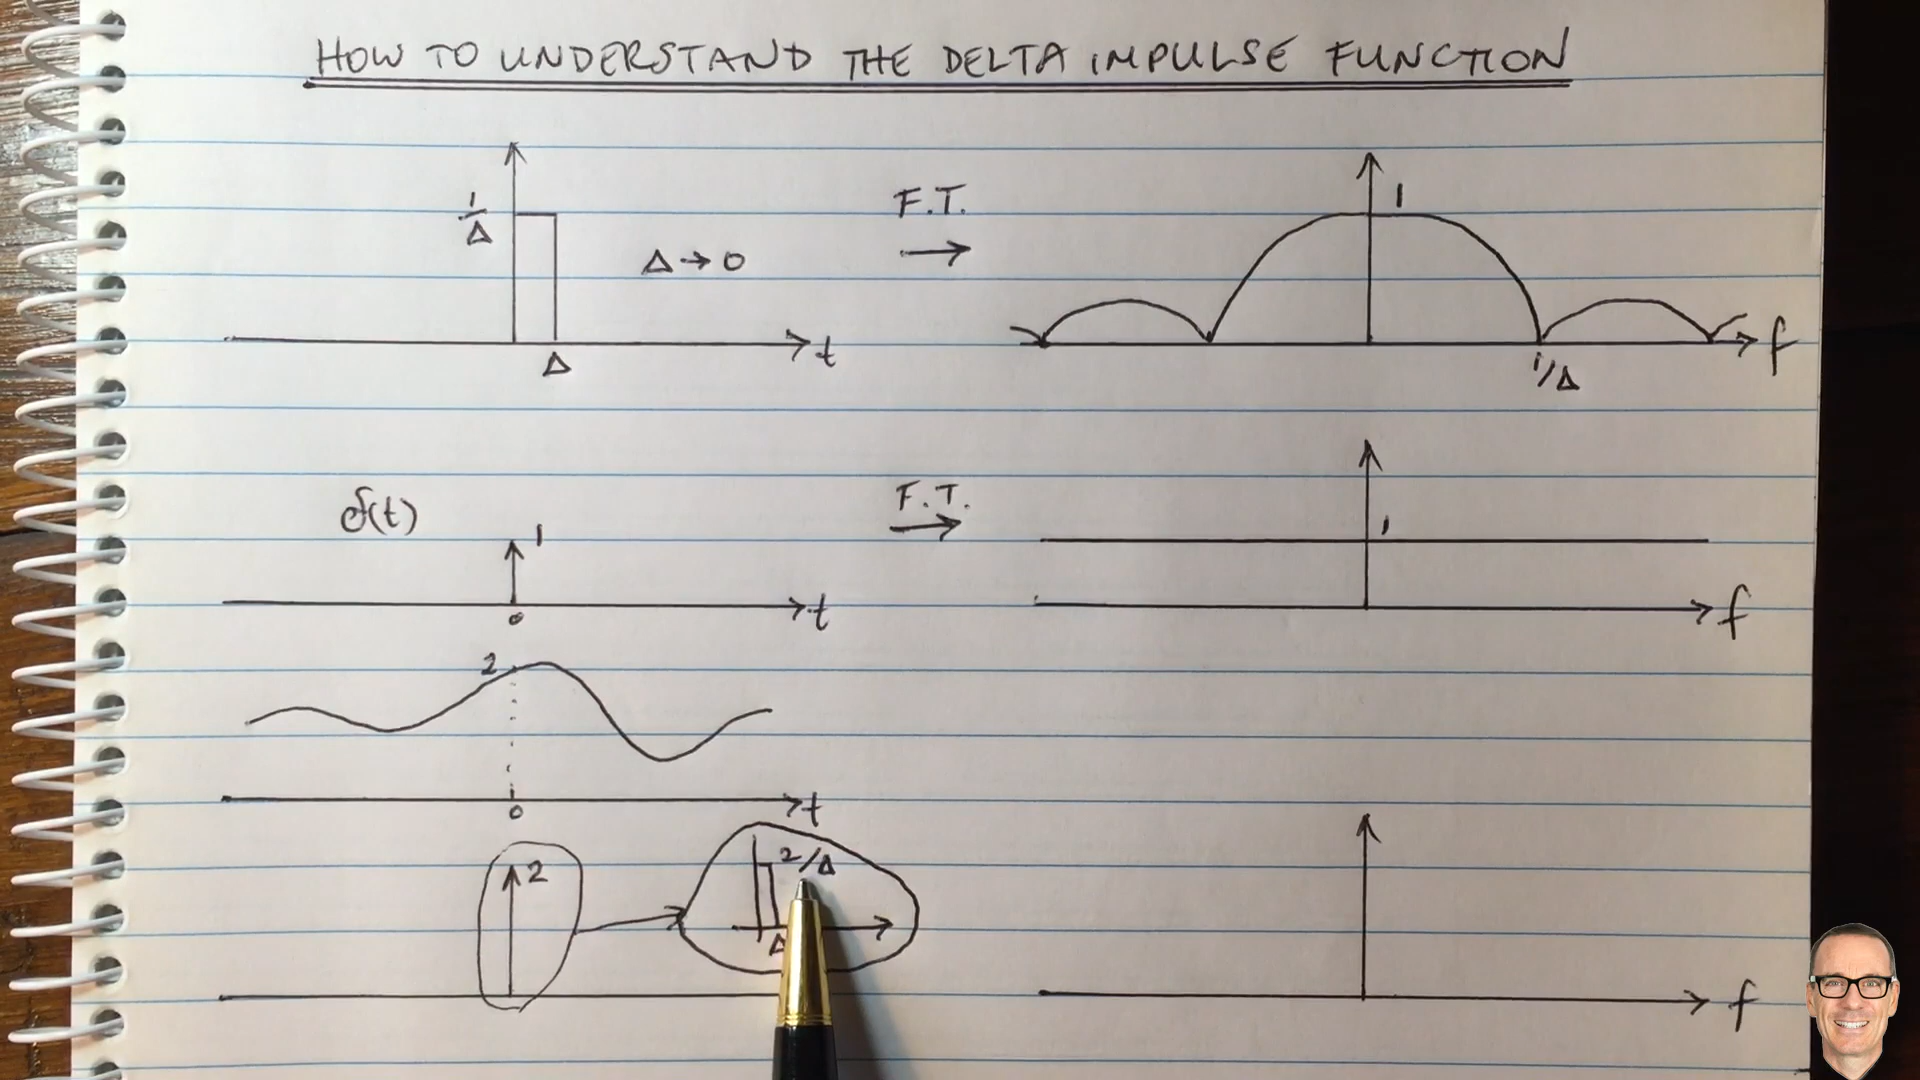 HOW TO UNDERSTAND THE DELTA IMPULSE FUNCTION
1/Δ
Δ → 0
Δ
t
F.T.
→
1
1/Δ
f
δ(t)
1
0
t
F.T.
→
1
f
2
0
t
2
2/Δ
Δ
f